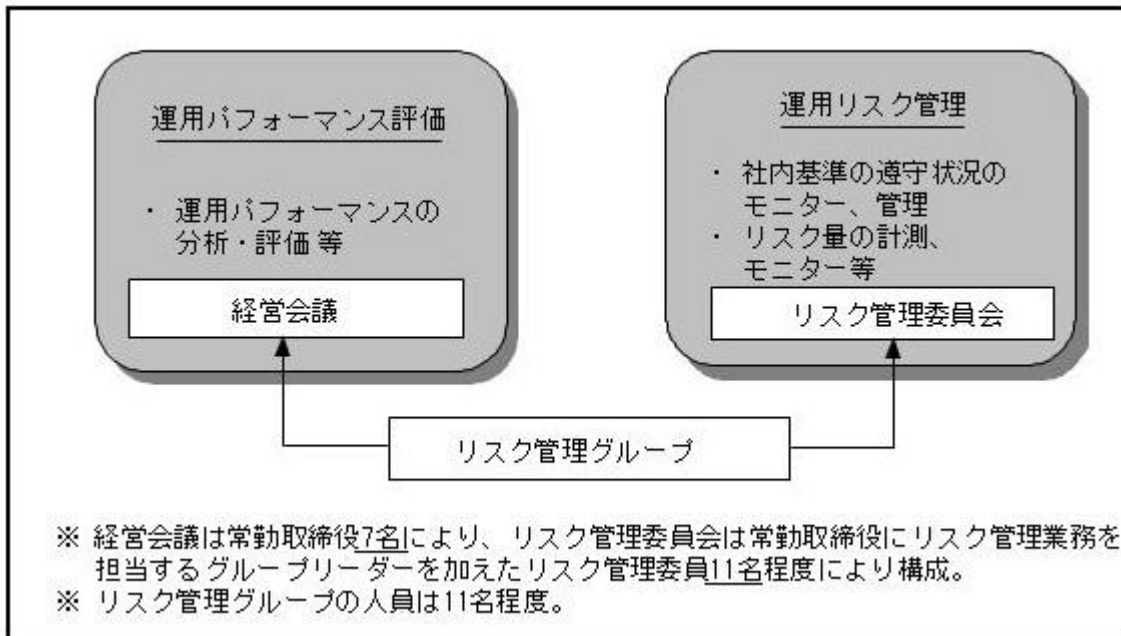 運用パフォーマンス評価
・ 運用パフォーマンスの
分析・評価 等
経営会議
運用リスク管理
・ 社内基準の遵守状況の
モニター、管理
・ リスク量の計測、
モニター等
リスク管理委員会
リスク管理グループ
※ 経営会議は常勤取締役7名により、リスク管理委員会は常勤取締役にリスク管理業務を
担当するグループリーダーを加えたリスク管理委員11名程度により構成。
※ リスク管理グループの人員は11名程度。